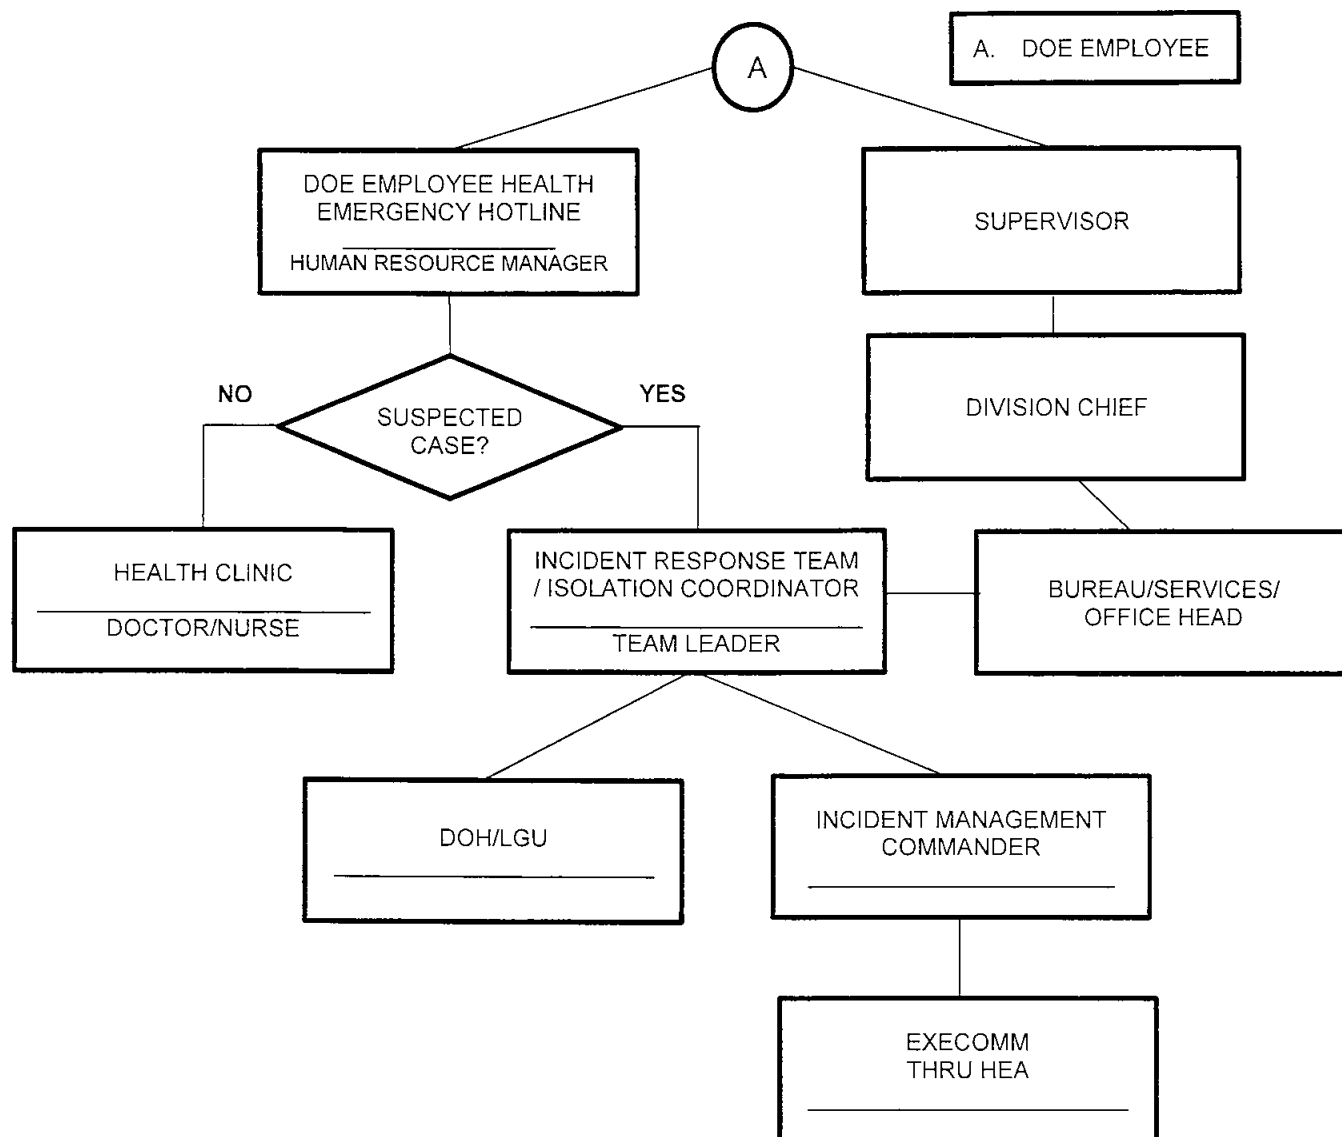 A
A. DOE EMPLOYEE
DOE EMPLOYEE HEALTH
EMERGENCY HOTLINE
HUMAN RESOURCE MANAGER
SUPERVISOR
NO
YES
SUSPECTED
CASE?
DIVISION CHIEF
HEALTH CLINIC
DOCTOR/NURSE
INCIDENT RESPONSE TEAM
/ ISOLATION COORDINATOR
TEAM LEADER
BUREAU/SERVICES/
OFFICE HEAD
DOH/LGU
INCIDENT MANAGEMENT
COMMANDER
EXECOMM
THRU HEA